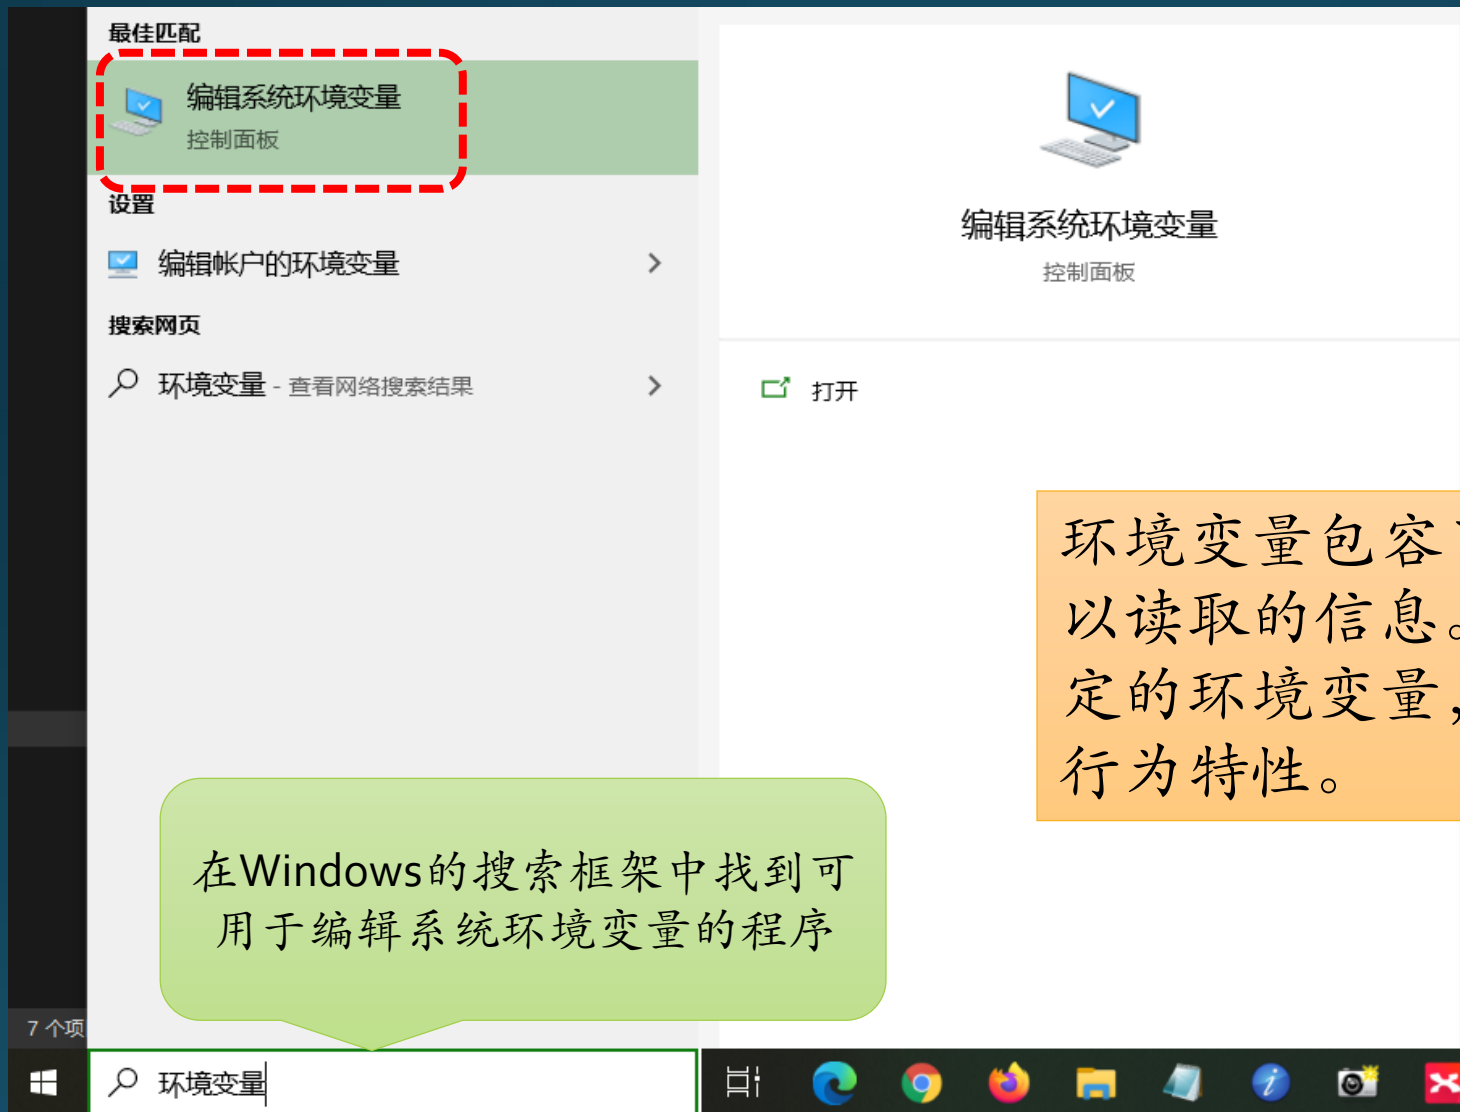 最佳匹配
编辑系统环境变量
控制面板
设置
编辑帐户的环境变量
搜索网页
环境变量 - 查看网络搜索结果
编辑系统环境变量
控制面板
打开
环境变量包容
以读取的信息。
定的环境变量，
行为特性。
在Windows的搜索框架中找到可
用于编辑系统环境变量的程序
7 个项
环境变量